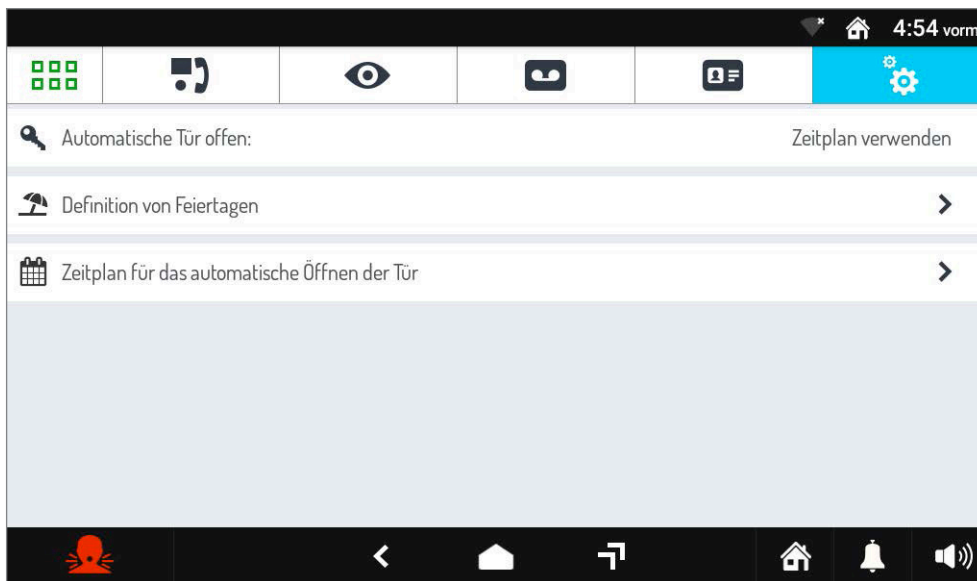 4:54 vorm
Automatische Tür offen:
Zeitplan verwenden
Definition von Feiertagen
Zeitplan für das automatische Öffnen der Tür